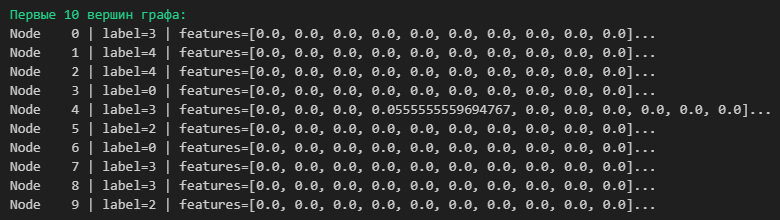 Первые 10 вершин графа:
Node    0 | label=3 | features=[0.0, 0.0, 0.0, 0.0, 0.0, 0.0, 0.0, 0.0, 0.0, 0.0]...
Node    1 | label=4 | features=[0.0, 0.0, 0.0, 0.0, 0.0, 0.0, 0.0, 0.0, 0.0, 0.0]...
Node    2 | label=4 | features=[0.0, 0.0, 0.0, 0.0, 0.0, 0.0, 0.0, 0.0, 0.0, 0.0]...
Node    3 | label=0 | features=[0.0, 0.0, 0.0, 0.0, 0.0, 0.0, 0.0, 0.0, 0.0, 0.0]...
Node    4 | label=3 | features=[0.0, 0.0, 0.0, 0.0555555559694767, 0.0, 0.0, 0.0, 0.0, 0.0, 0.0]...
Node    5 | label=2 | features=[0.0, 0.0, 0.0, 0.0, 0.0, 0.0, 0.0, 0.0, 0.0, 0.0]...
Node    6 | label=0 | features=[0.0, 0.0, 0.0, 0.0, 0.0, 0.0, 0.0, 0.0, 0.0, 0.0]...
Node    7 | label=3 | features=[0.0, 0.0, 0.0, 0.0, 0.0, 0.0, 0.0, 0.0, 0.0, 0.0]...
Node    8 | label=3 | features=[0.0, 0.0, 0.0, 0.0, 0.0, 0.0, 0.0, 0.0, 0.0, 0.0]...
Node    9 | label=2 | features=[0.0, 0.0, 0.0, 0.0, 0.0, 0.0, 0.0, 0.0, 0.0, 0.0]...